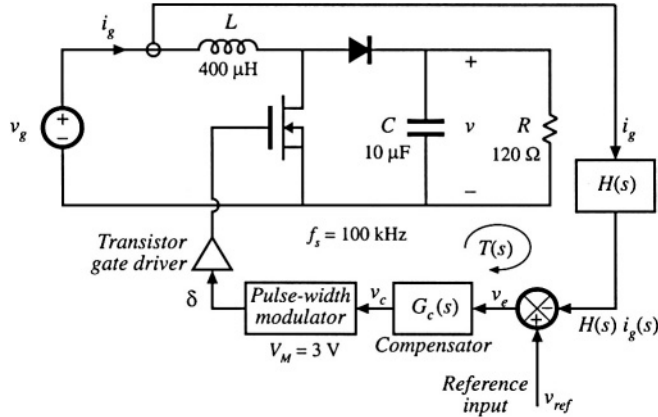 i_g
L
400 µH
v_g
+
−
C
10 µF
+
v
−
R
120 Ω
i_g
H(s)
f_s = 100 kHz
Transistor
gate driver
T(s)
δ
Pulse-width
modulator
V_M = 3 V
v_c
G_c(s)
Compensator
v_e
−
+
H(s) i_g(s)
Reference
input
v_ref